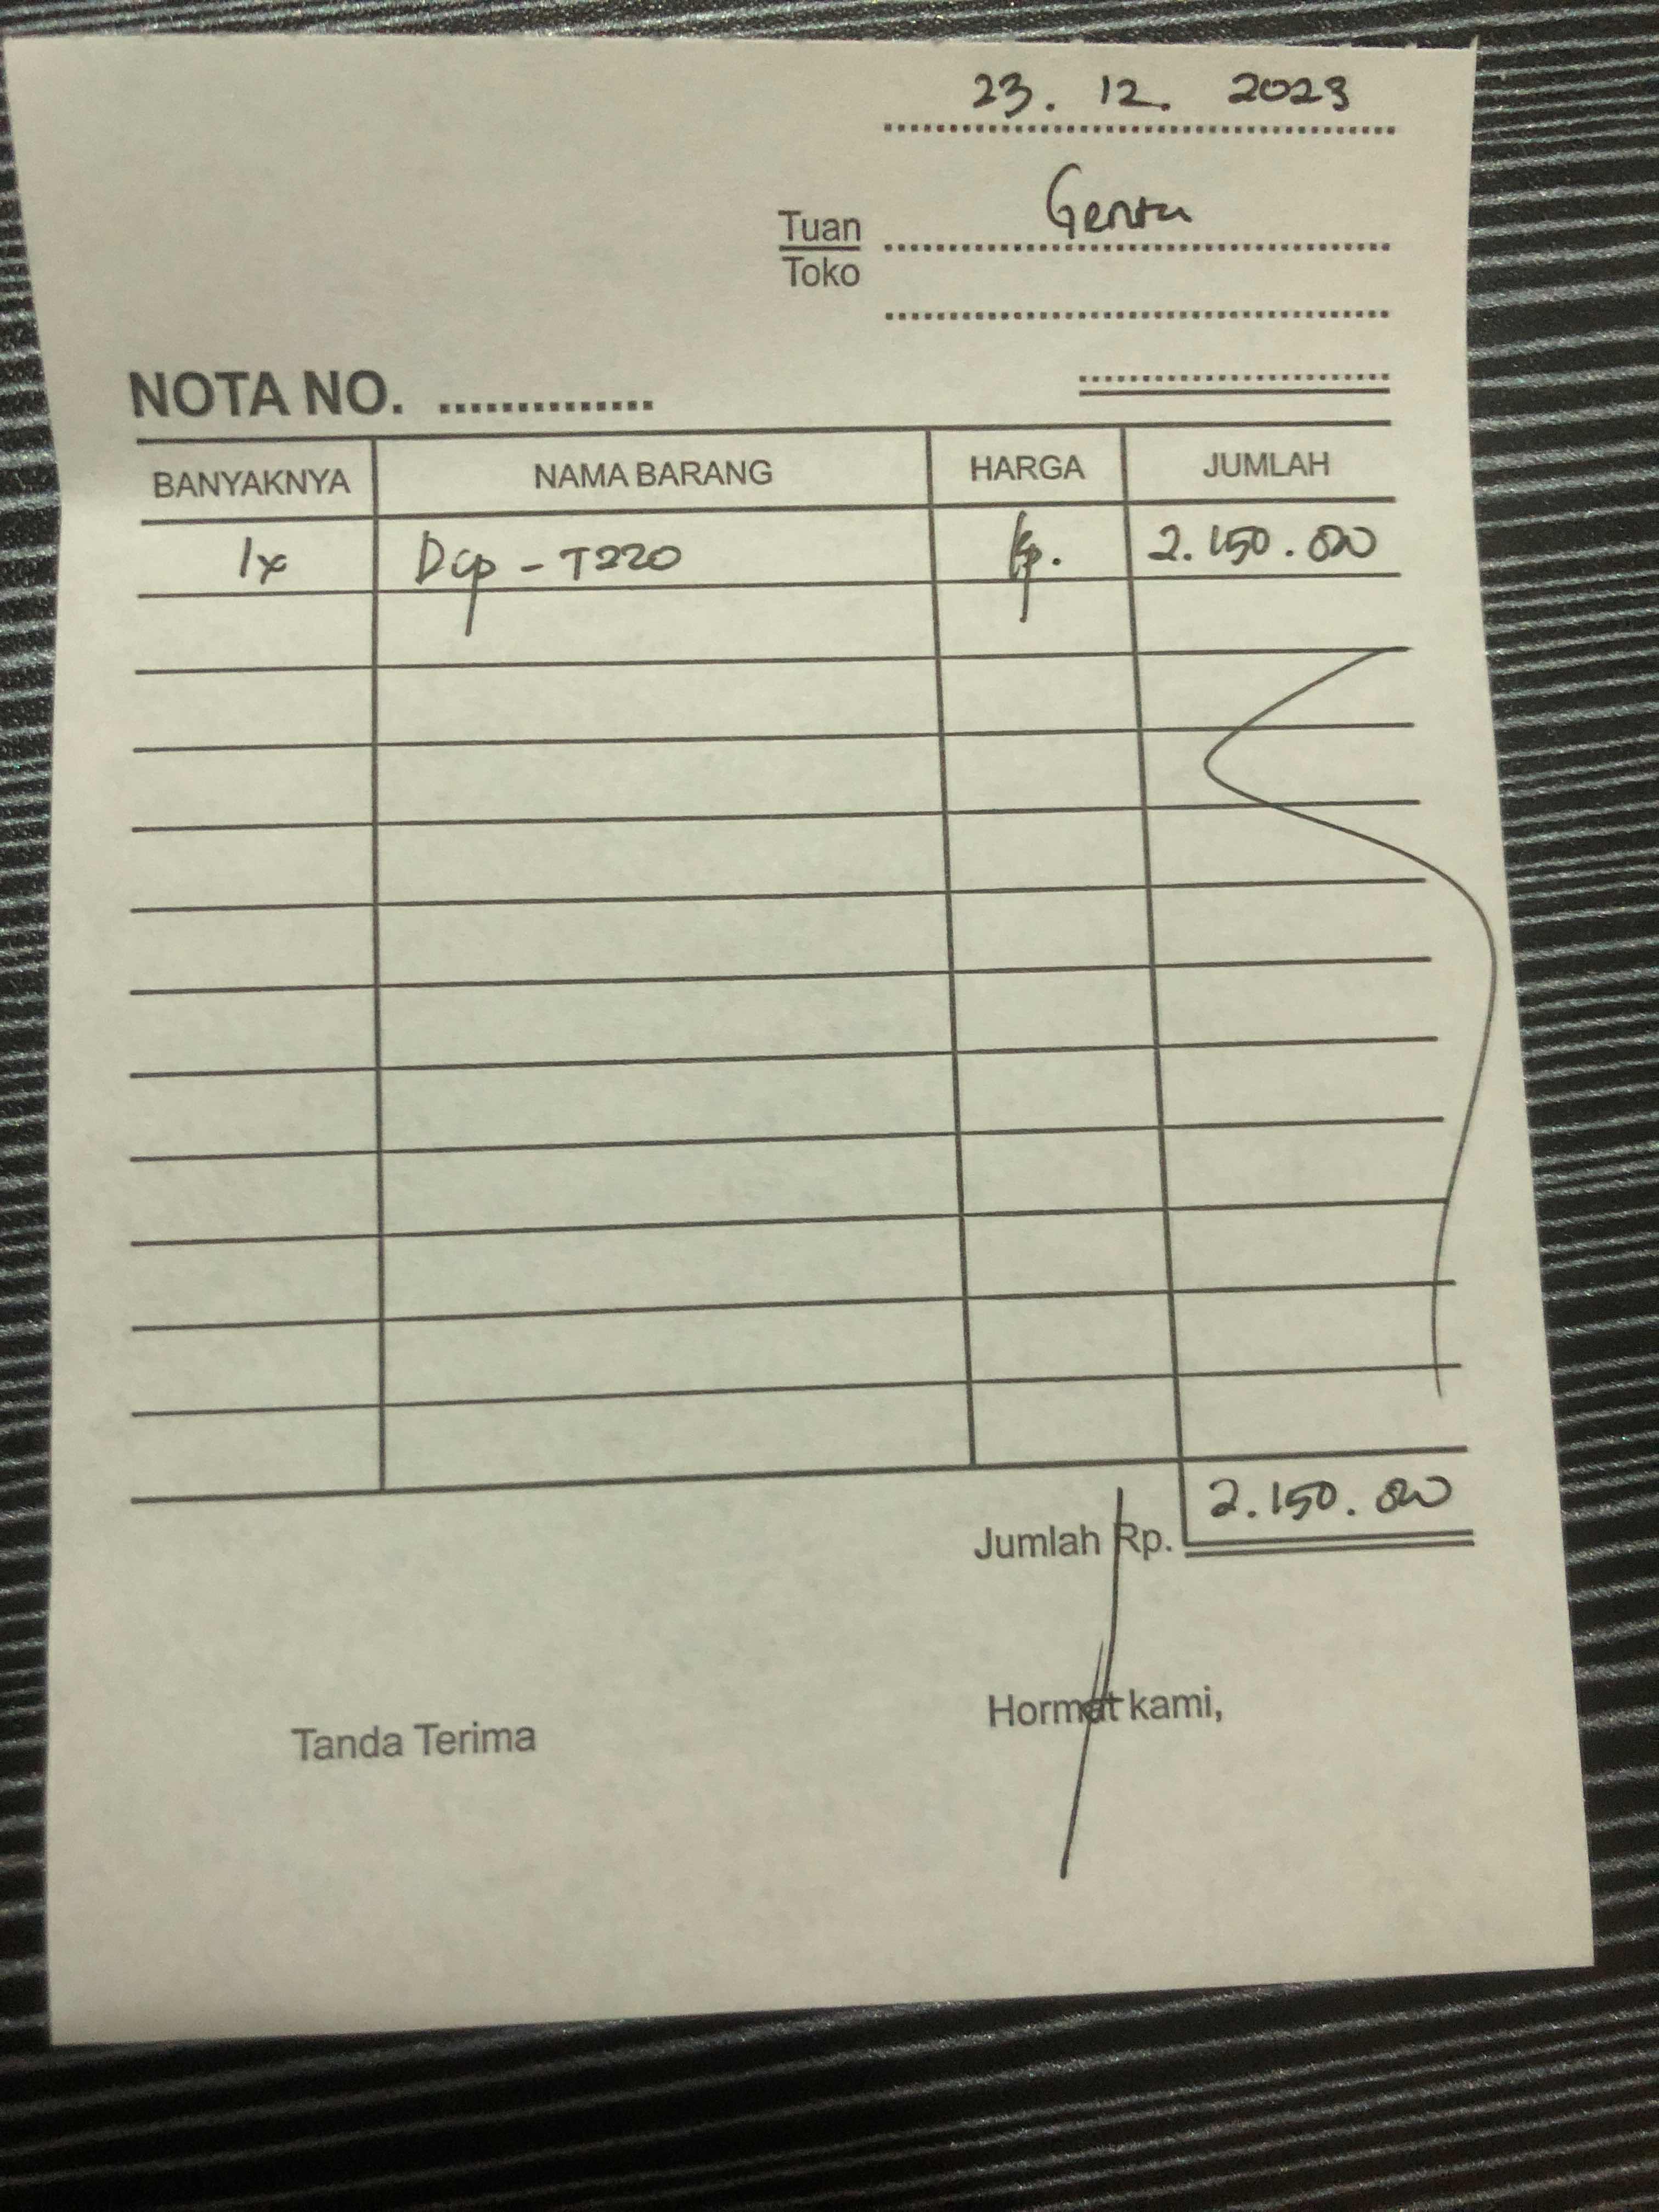 23. 12. 2023
Tuan Genta
Toko
NOTA NO. ..............
BANYAKNYA NAMA BARANG HARGA JUMLAH
1x Dcp - T220 Rp. 2.150.000
Jumlah Rp. 2.150.000
Tanda Terima Hormat kami,